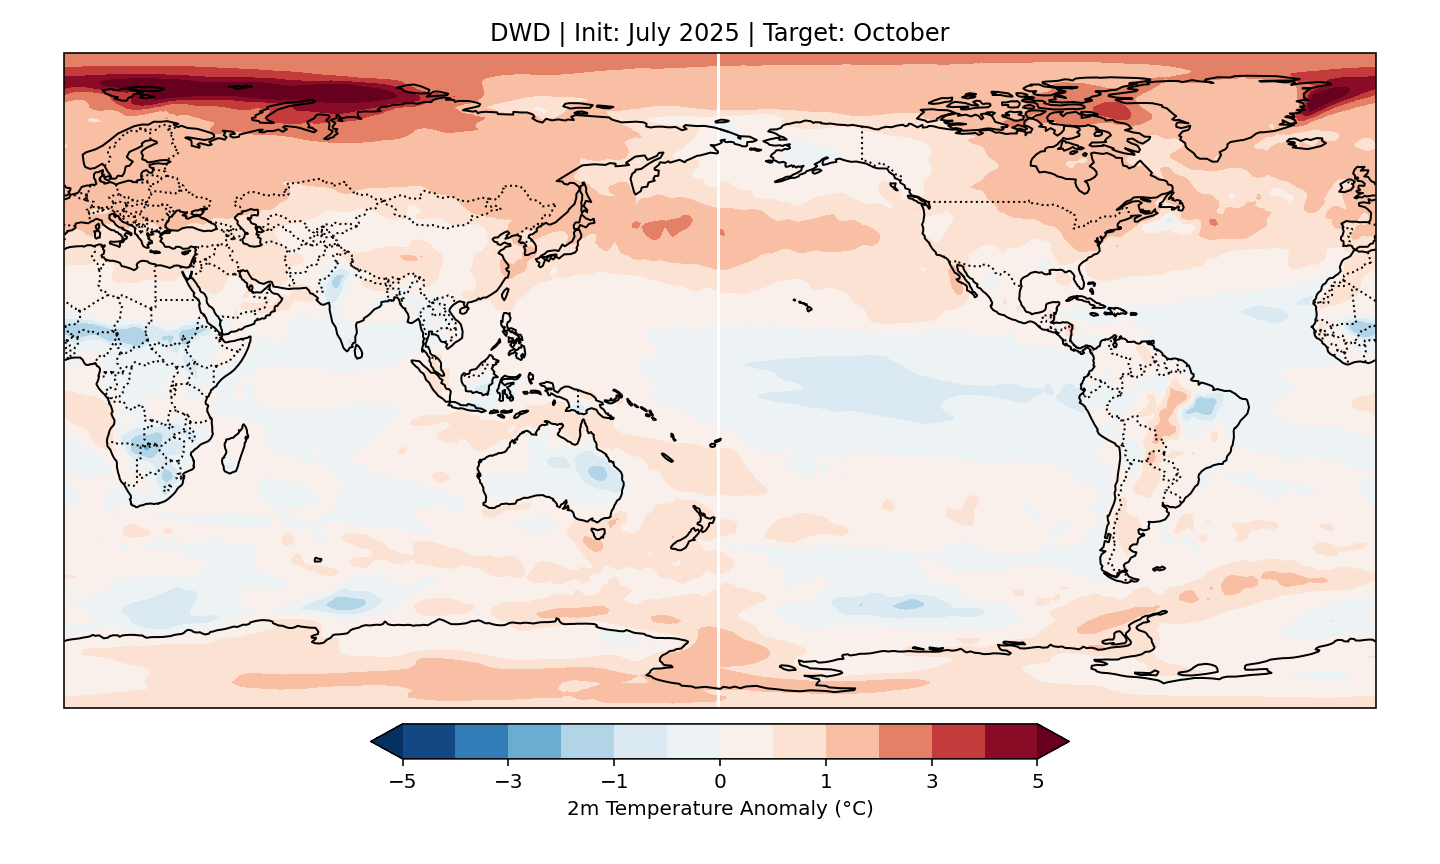 DWD | Init: July 2025 | Target: October
−5 −3 −1 0 1 3 5
2m Temperature Anomaly (°C)